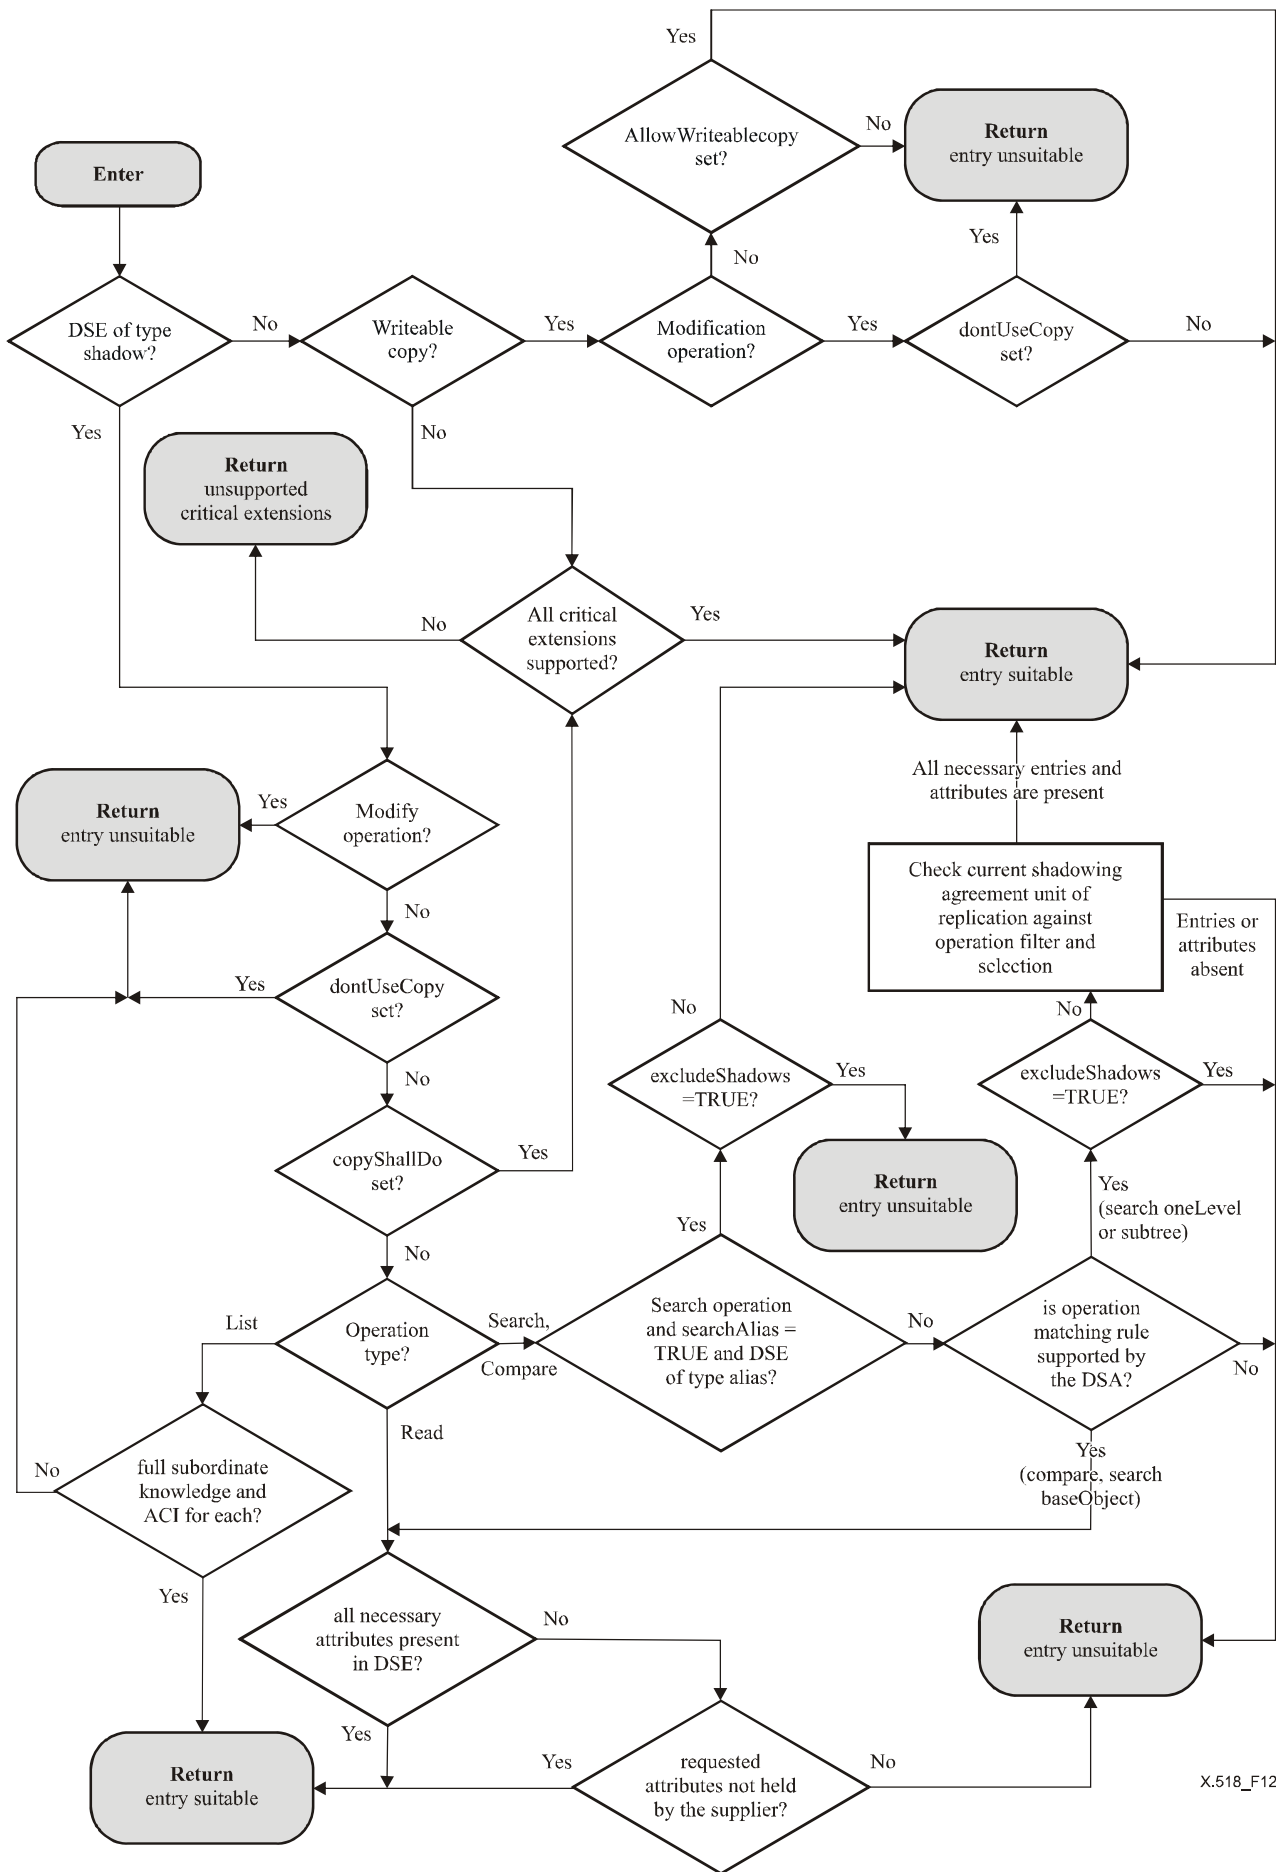 Yes
AllowWriteablecopy
set?
No
Return
entry unsuitable
Enter
Yes
No
DSE of type
shadow?
No
Writeable
copy?
Yes
Modification
operation?
Yes
dontUseCopy
set?
No
Yes
No
Return
unsupported
critical extensions
No
All critical
extensions
supported?
Yes
Return
entry suitable
All necessary entries and
attributes are present
Return
entry unsuitable
Yes
Modify
operation?
No
Check current shadowing
agreement unit of
replication against
operation filter and
selection
Entries or
attributes
absent
Yes
dontUseCopy
set?
No
No
No
excludeShadows
=TRUE?
Yes
excludeShadows
=TRUE?
Yes
copyShallDo
set?
Yes
Return
entry unsuitable
Yes
(search oneLevel
or subtree)
No
Yes
List
Operation
type?
Search,
Compare
Search operation
and searchAlias =
TRUE and DSE
of type alias?
No
is operation
matching rule
supported by
the DSA?
No
Read
No
full subordinate
knowledge and
ACI for each?
Yes
(compare, search
baseObject)
Yes
all necessary
attributes present
in DSE?
No
Return
entry unsuitable
Yes
Return
entry suitable
Yes
requested
attributes not held
by the supplier?
No
X.518_F12